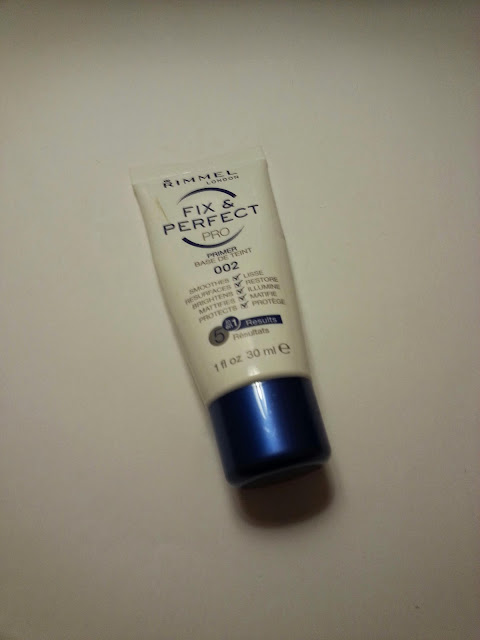 RIMMEL
LONDON
FIX &
PERFECT
PRO
PRIMER
BASE DE TEINT
002
SMOOTHES ✓ LISSE
RESURFACES ✓ RESTORE
BRIGHTENS ✓ ILLUMINE
MATTIFIES ✓ MATIFIE
PROTECTS ✓ PROTÈGE
5 IN 1 Results
Résultats
1 fl oz 30 ml ℮